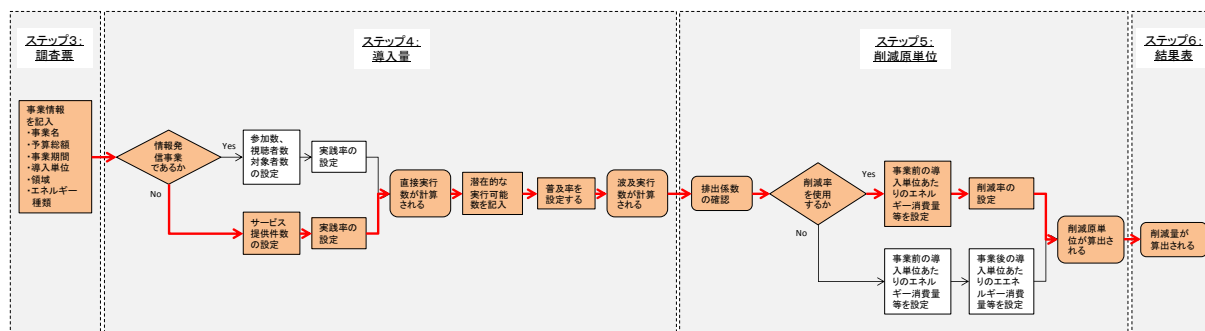 ステップ3:
調査票
事業情報
を記入
・事業名
・予算総額
・事業期間
・導入単位
・領域
・エネルギー
種類
ステップ4:
導入量
情報発
信事業
であるか
Yes
No
参加数、
視聴者数
対象者数
の設定
実践率の
設定
サービス
提供件数
の設定
実践率の
設定
直接実行
数が計算
される
潜在的な
実行可能
数を記入
普及率を
設定する
波及実行
数が計算
される
ステップ5:
削減原単位
排出係数
の確認
削減率
を使用
するか
Yes
No
事業前の導
入単位あた
りのエネル
ギー消費量
等を設定
削減率の
設定
事業前の導
入単位あた
りのエネル
ギー消費量
等を設定
事業後の導
入単位あた
りのエエネ
ルギー消費
量等を設定
削減原単
位が算出さ
れる
ステップ6:
結果表
削減量が
算出される